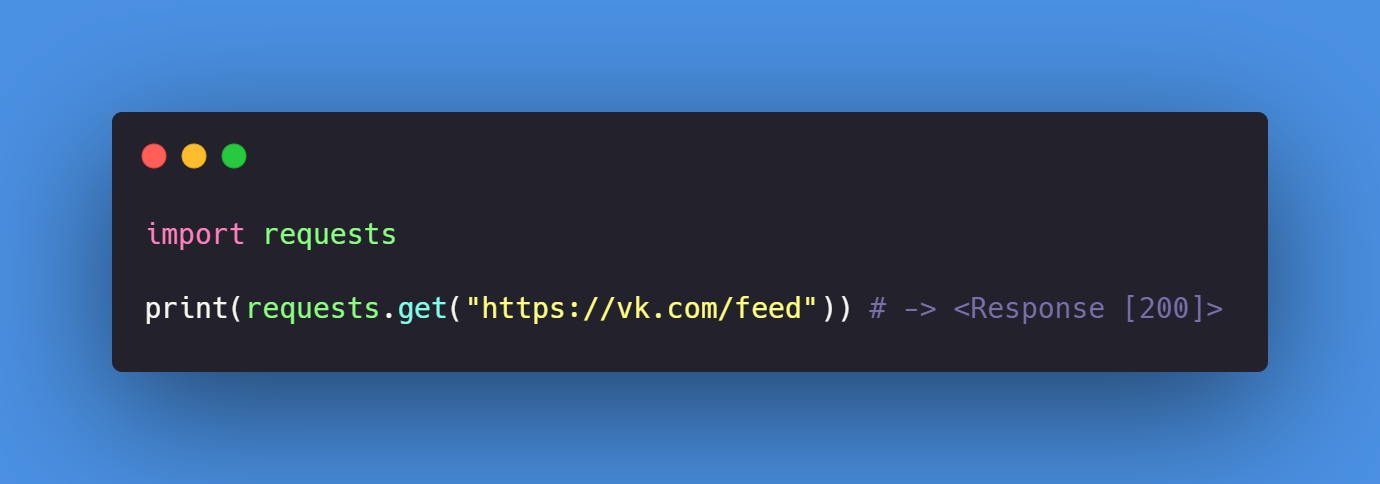 import requests
print(requests.get("https://vk.com/feed")) # -> <Response [200]>